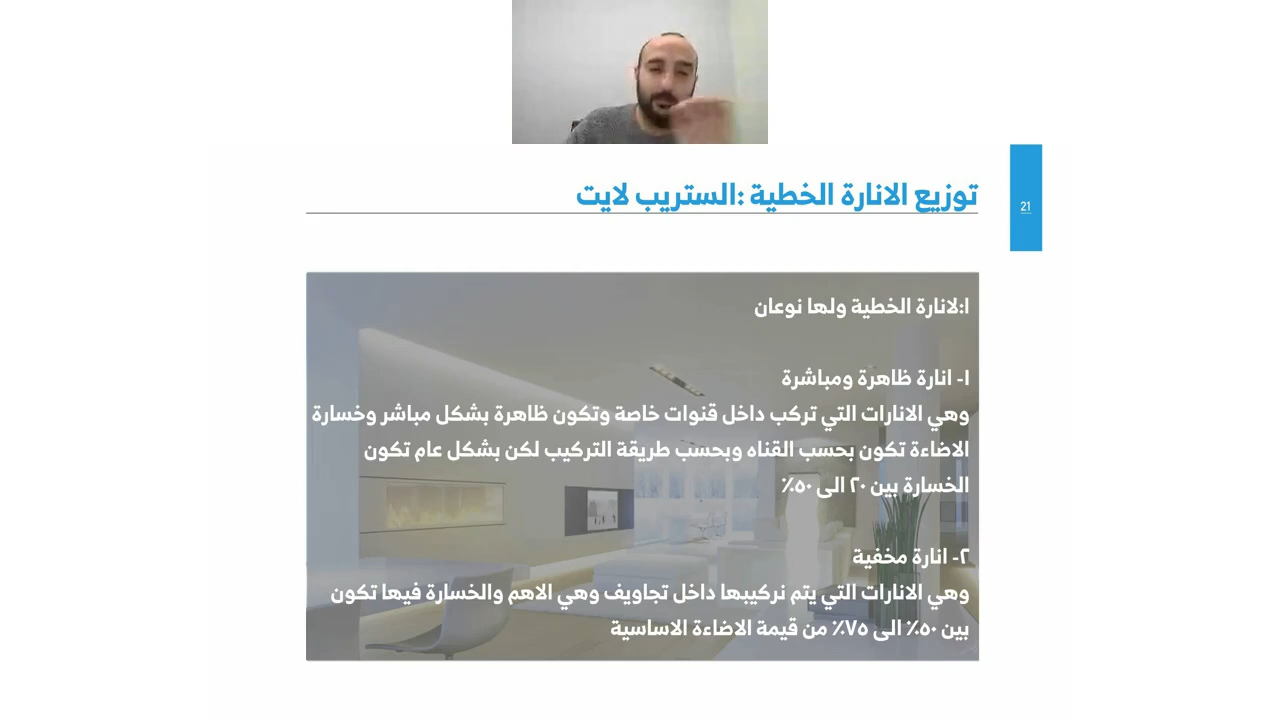 توزيع الانارة الخطية :الستريب لايت
21
ا:لانارة الخطية ولها نوعان
١- انارة ظاهرة ومباشرة
وهي الانارات التي تركب داخل قنوات خاصة وتكون ظاهرة بشكل مباشر وخسارة
الاضاءة تكون بحسب القناه وبحسب طريقة التركيب لكن بشكل عام تكون
الخسارة بين ٢٠ الى ٥٠٪
٢- انارة مخفية
وهي الانارات التي يتم نركيبها داخل تجاويف وهي الاهم والخسارة فيها تكون
بين ٥٠٪ الى ٧٥٪ من قيمة الاضاءة الاساسية